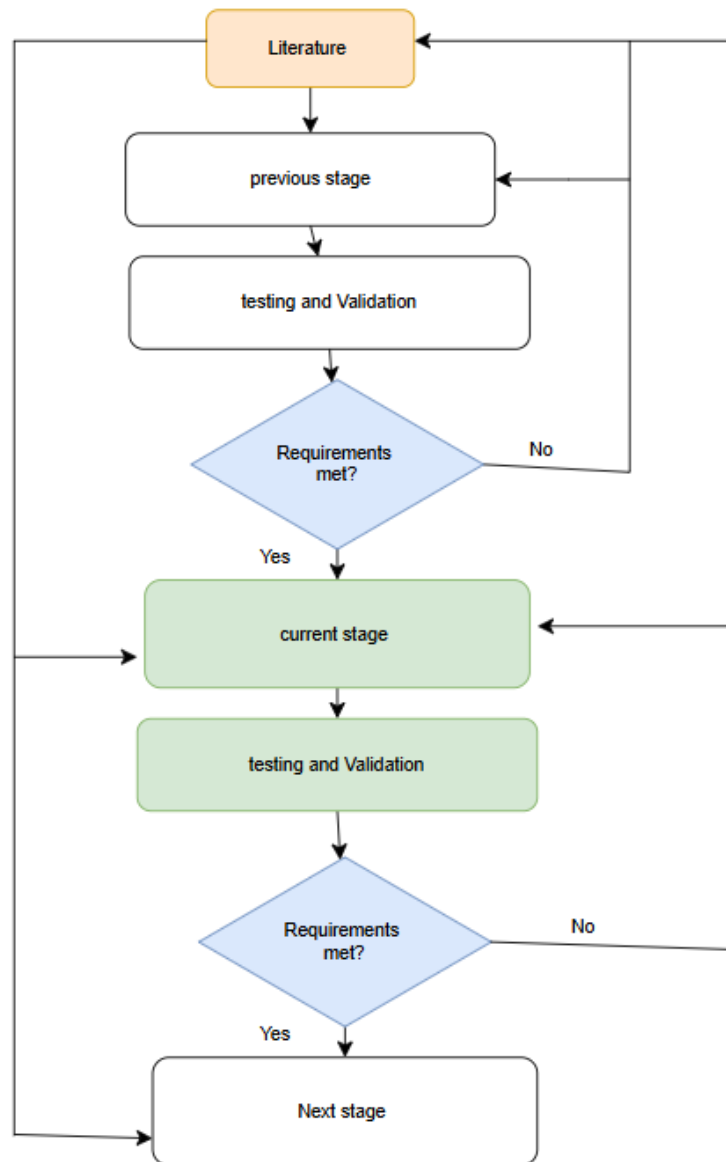 Literature
previous stage
testing and Validation
Requirements
met?
No
Yes
current stage
testing and Validation
Requirements
met?
No
Yes
Next stage